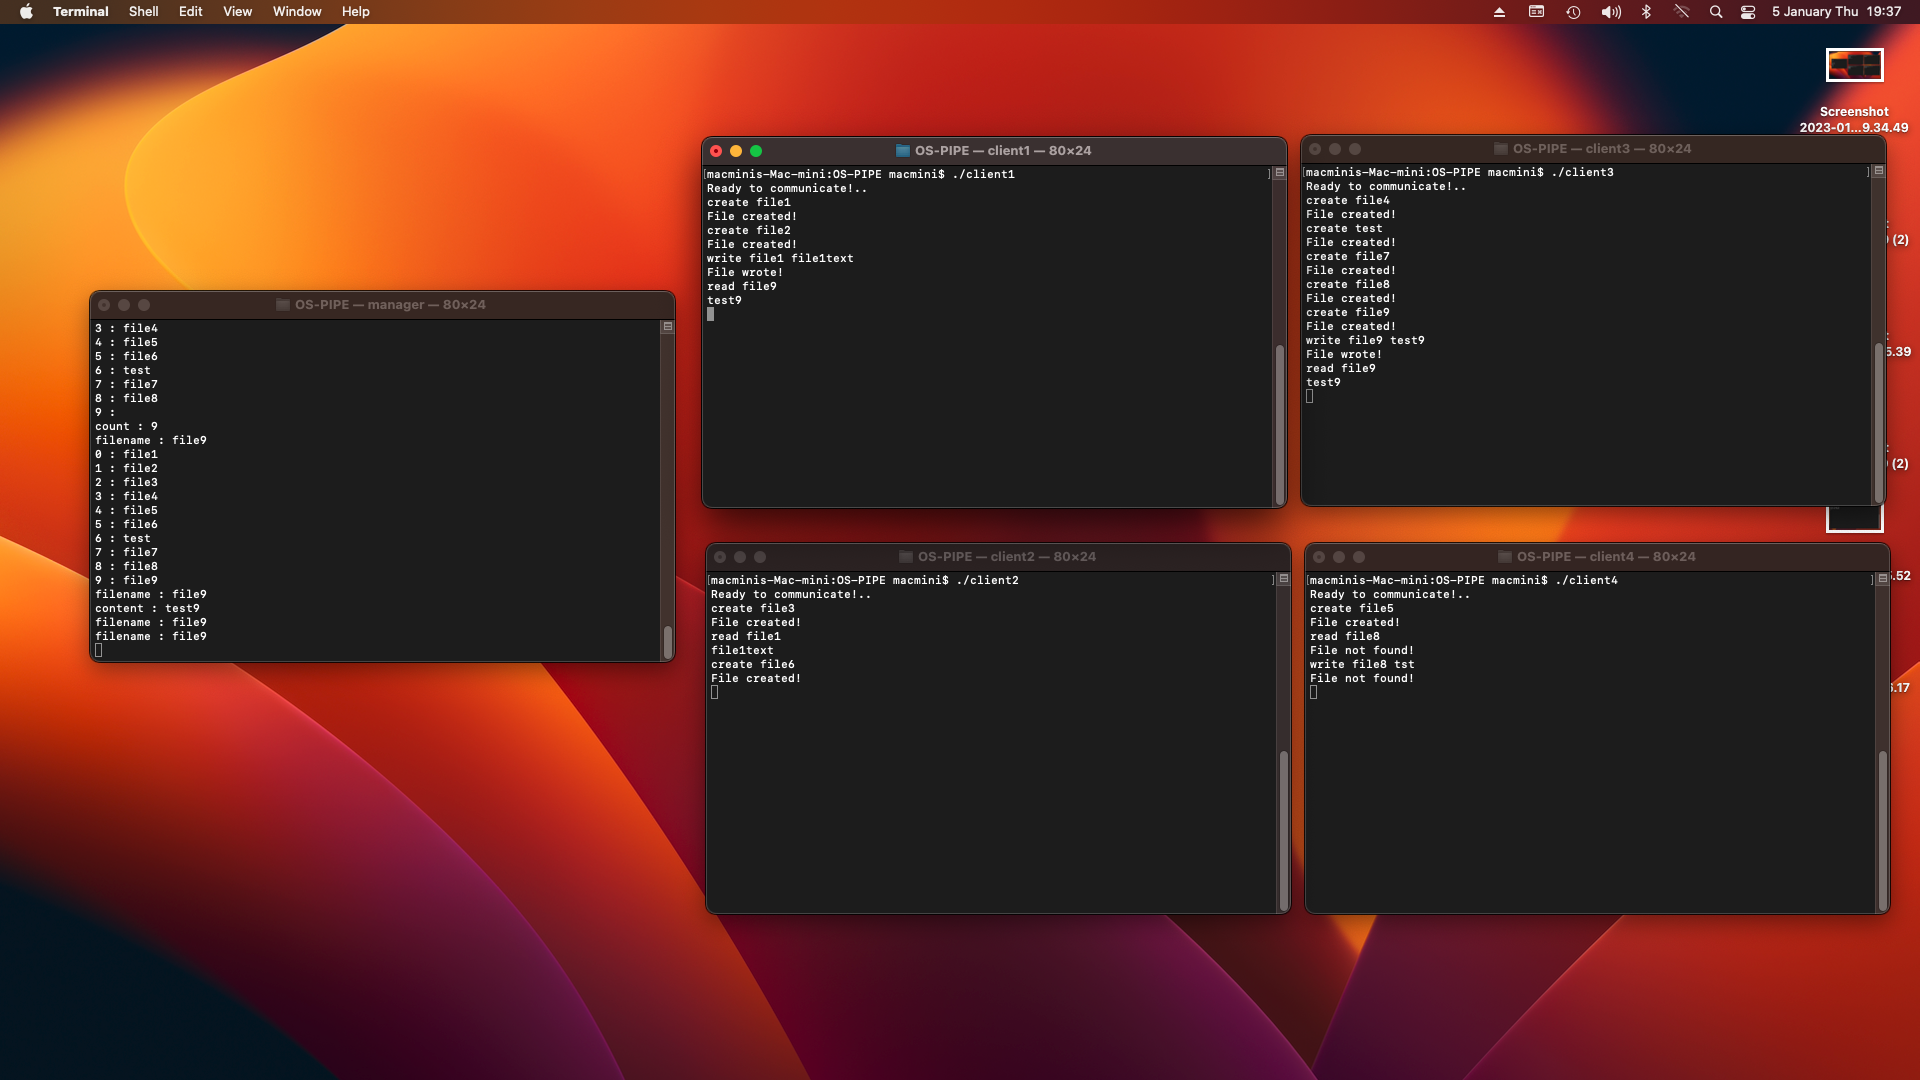 Terminal Shell Edit View Window Help 5 January Thu 19:37
Screenshot
2023-01...9.34.49
(2)
5.39
(2)
.52
5.17
OS-PIPE — manager — 80×24
3 : file4
4 : file5
5 : file6
6 : test
7 : file7
8 : file8
9 :
count : 9
filename : file9
0 : file1
1 : file2
2 : file3
3 : file4
4 : file5
5 : file6
6 : test
7 : file7
8 : file8
9 : file9
filename : file9
content : test9
filename : file9
filename : file9
OS-PIPE — client1 — 80×24
[macminis-Mac-mini:OS-PIPE macmini$ ./client1 ]
Ready to communicate!..
create file1
File created!
create file2
File created!
write file1 file1text
File wrote!
read file9
test9
OS-PIPE — client3 — 80×24
[macminis-Mac-mini:OS-PIPE macmini$ ./client3 ]
Ready to communicate!..
create file4
File created!
create test
File created!
create file7
File created!
create file8
File created!
create file9
File created!
write file9 test9
File wrote!
read file9
test9
OS-PIPE — client2 — 80×24
[macminis-Mac-mini:OS-PIPE macmini$ ./client2 ]
Ready to communicate!..
create file3
File created!
read file1
file1text
create file6
File created!
OS-PIPE — client4 — 80×24
[macminis-Mac-mini:OS-PIPE macmini$ ./client4 ]
Ready to communicate!..
create file5
File created!
read file8
File not found!
write file8 tst
File not found!